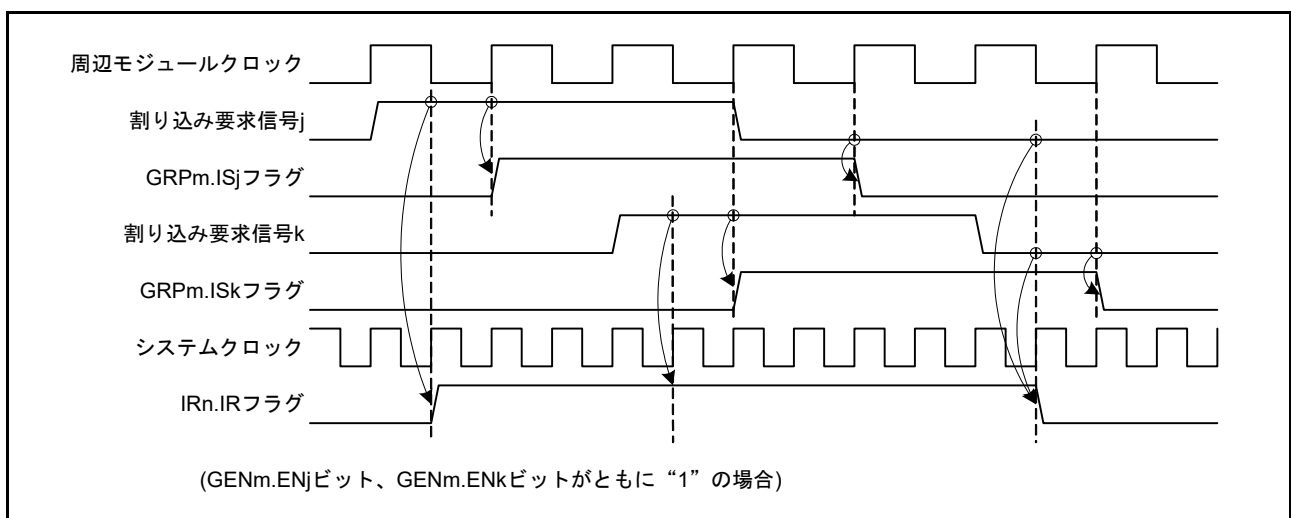 周辺モジュールクロック
割り込み要求信号j
GRPm.ISjフラグ
割り込み要求信号k
GRPm.ISkフラグ
システムクロック
IRn.IRフラグ
(GENm.ENjビット、GENm.ENkビットがともに“1”の場合)